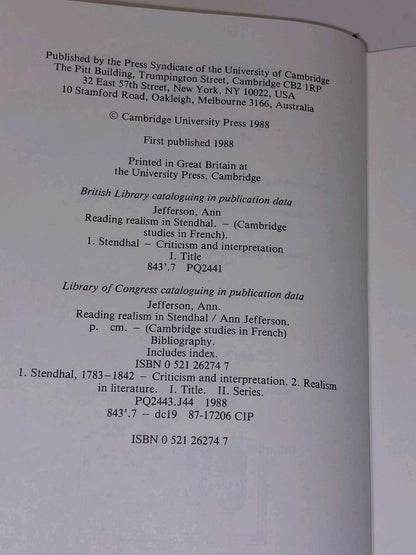 Published by the Press Syndicate of the University of Cambridge
The Pitt Building, Trumpington Street, Cambridge CB2 1RP
32 East 57th Street, New York, NY 10022, USA
10 Stamford Road, Oakleigh, Melbourne 3166, Australia
© Cambridge University Press 1988
First published 1988
Printed in Great Britain at
the University Press, Cambridge
British Library cataloguing in publication data
Jefferson, Ann
Reading realism in Stendhal. – (Cambridge
studies in French).
1. Stendhal – Criticism and interpretation
I. Title
843'.7 PQ2441
Library of Congress cataloguing in publication data
Jefferson, Ann.
Reading realism in Stendhal / Ann Jefferson.
p. cm. – (Cambridge studies in French)
Bibliography.
Includes index.
ISBN 0 521 26274 7
1. Stendhal, 1783–1842 – Criticism and interpretation. 2. Realism
in literature. I. Title. II. Series.
PQ2443.J44 1988
843'.7 – dc19 87-17206 CIP
ISBN 0 521 26274 7